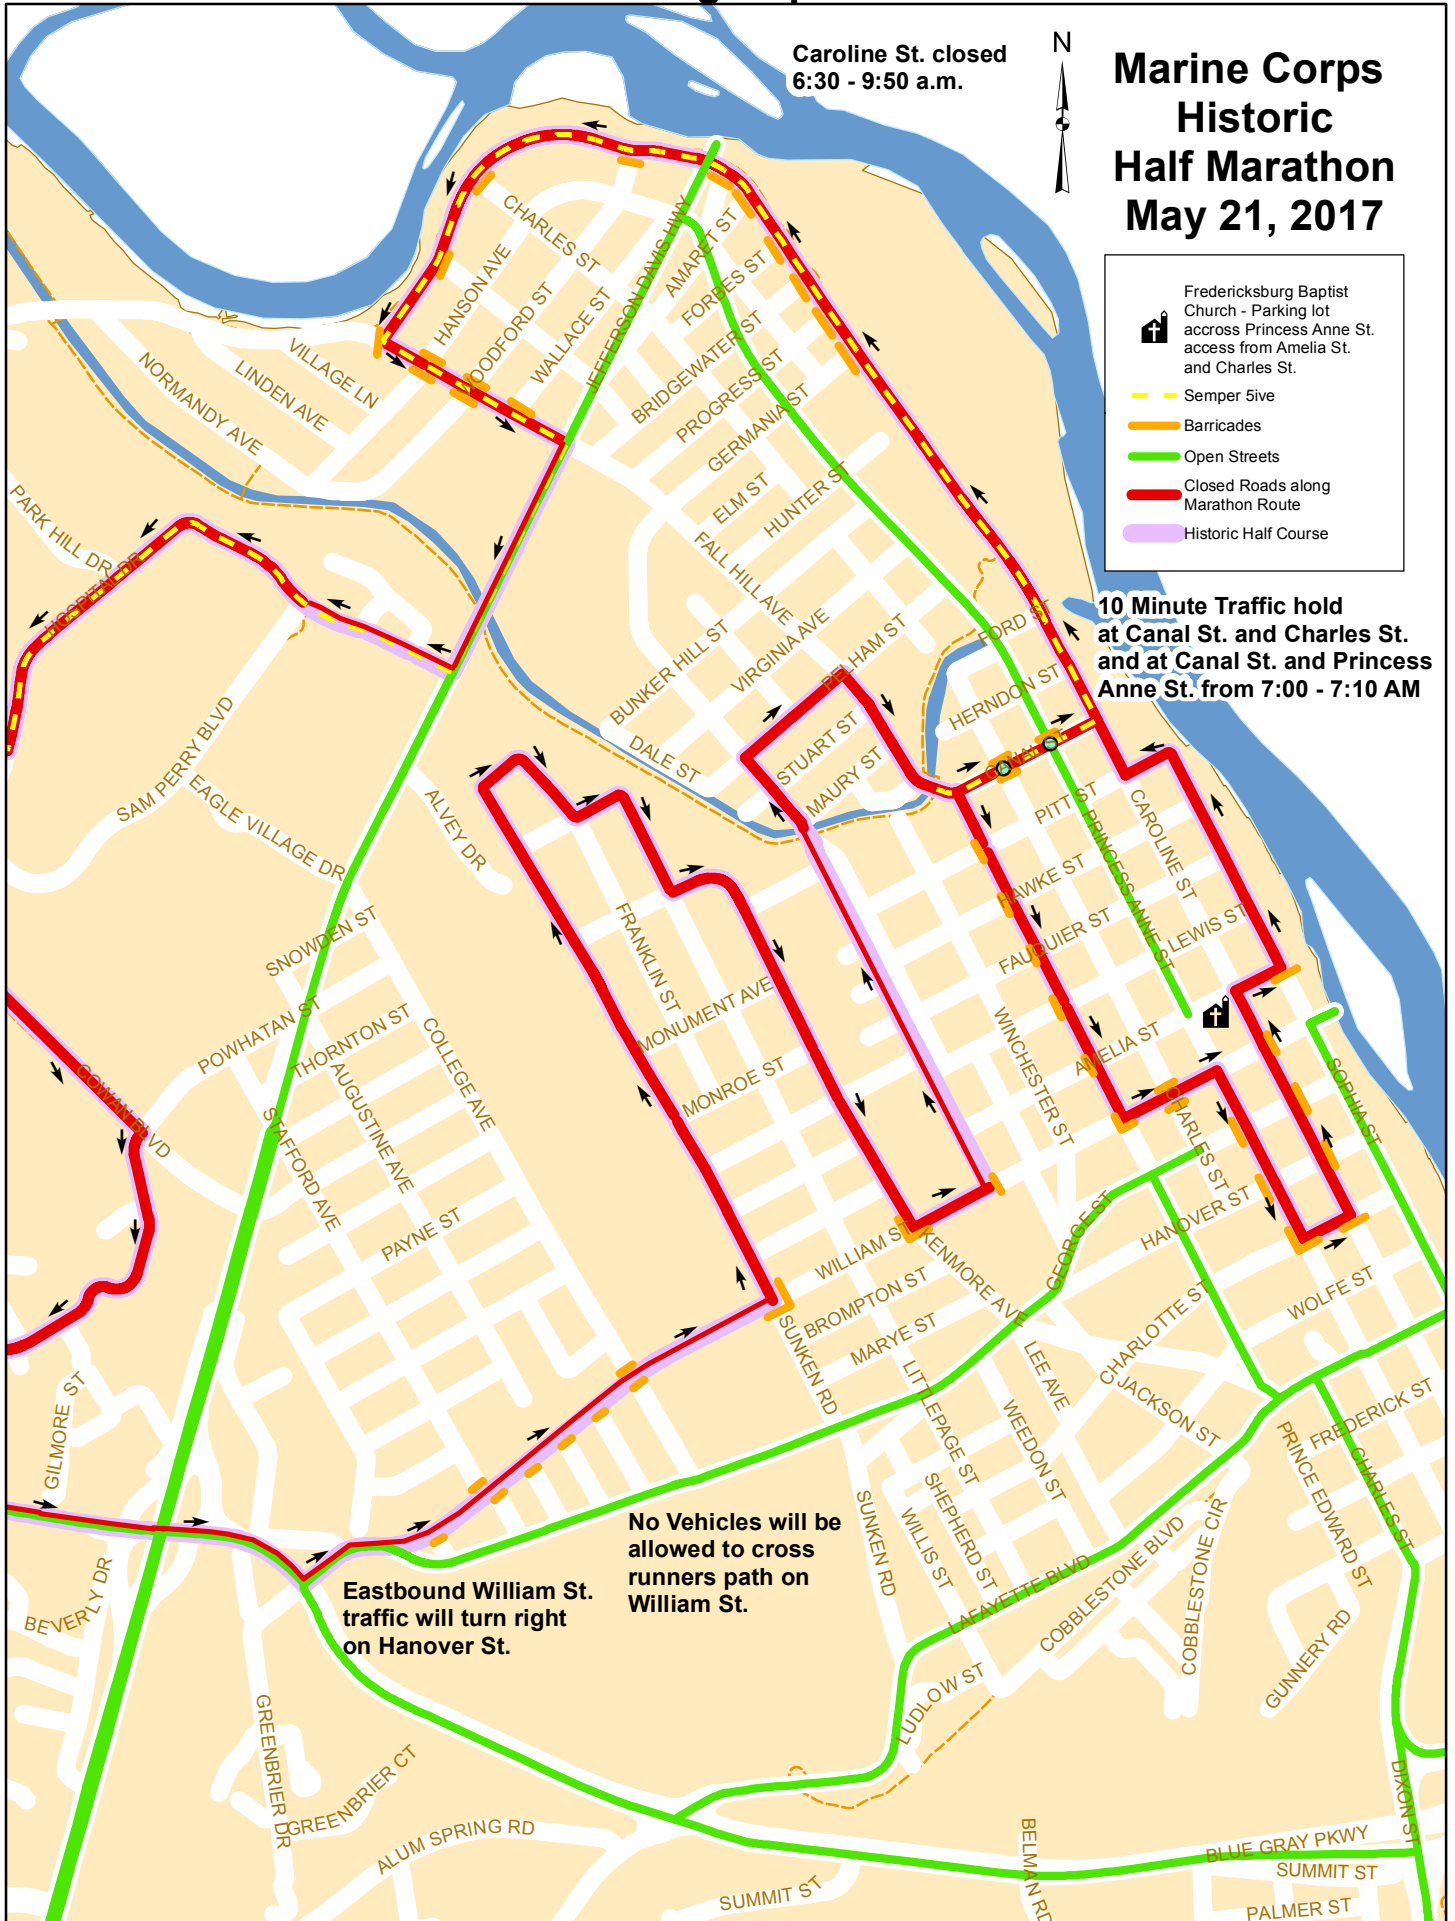 Caroline St. closed
6:30 - 9:50 a.m.
N
Marine Corps
Historic
Half Marathon
May 21, 2017
Fredericksburg Baptist
Church - Parking lot
accross Princess Anne St.
access from Amelia St.
and Charles St.
Semper 5ive
Barricades
Open Streets
Closed Roads along
Marathon Route
Historic Half Course
10 Minute Traffic hold
at Canal St. and Charles St.
and at Canal St. and Princess
Anne St. from 7:00 - 7:10 AM
CHARLES ST
HANSON AVE
WOODFORD ST
WALLACE ST
JEFFERSON DAVIS HWY
AMARET ST
FORBES ST
BRIDGEWATER ST
PROGRESS ST
GERMANIA ST
VILLAGE LN
LINDEN AVE
NORMANDY AVE
ELM ST
HUNTER ST
FALL HILL AVE
PARK HILL DR
HOSPITAL DR
BUNKER HILL ST
VIRGINIA AVE
PELHAM ST
FORD ST
HERNDON ST
SAM PERRY BLVD
DALE ST
STUART ST
MAURY ST
CANAL ST
EAGLE VILLAGE DR
ALVEY DR
PITT ST
PRINCESS ANNE ST
CAROLINE ST
HAWKE ST
FAUQUIER ST
LEWIS ST
SNOWDEN ST
FRANKLIN ST
MONUMENT AVE
POWHATAN ST
THORNTON ST
COLLEGE AVE
WINCHESTER ST
AMELIA ST
COWAN BLVD
AUGUSTINE AVE
MONROE ST
STAFFORD AVE
CHARLES ST
SOPHIA ST
PAYNE ST
WILLIAM ST
KENMORE AVE
GEORGE ST
HANOVER ST
BROMPTON ST
WOLFE ST
SUNKEN RD
MARYE ST
LEE AVE
CHARLOTTE ST
GILMORE ST
LITTLEPAGE ST
WEEDON ST
JACKSON ST
FREDERICK ST
PRINCE EDWARD ST
CHARLES ST
SHEPHERD ST
SUNKEN RD
WILLIS ST
No Vehicles will be
allowed to cross
runners path on
William St.
Eastbound William St.
traffic will turn right
on Hanover St.
BEVERLY DR
LAFAYETTE BLVD
COBBLESTONE BLVD
COBBLESTONE CIR
GUNNERY RD
LUDLOW ST
GREENBRIER DR
GREENBRIER CT
ALUM SPRING RD
DIXON ST
BELMAN RD
BLUE GRAY PKWY
SUMMIT ST
SUMMIT ST
PALMER ST